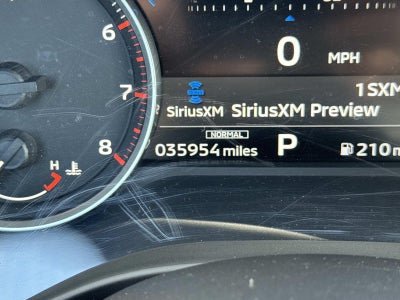 6
0 MPH
7
1SXM
SiriusXM SiriusXM Preview
NORMAL
8 035954 miles P 210
H